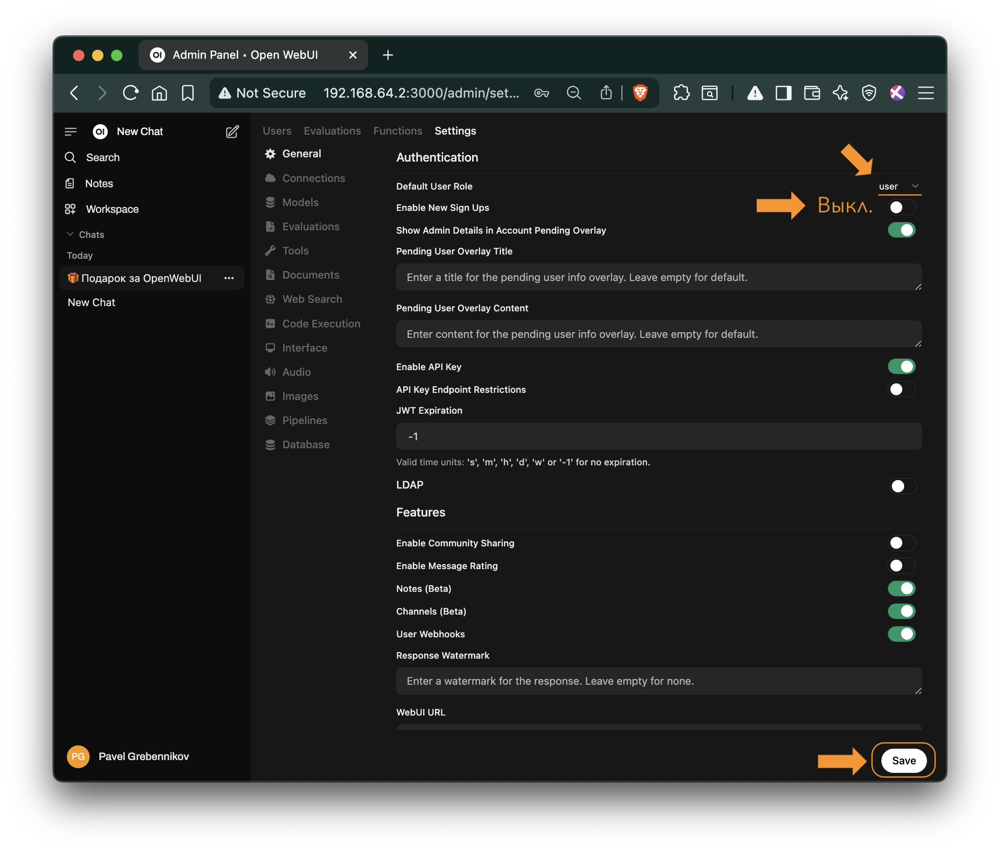 OI Admin Panel • Open WebUI
Not Secure 192.168.64.2:3000/admin/set...
OI New Chat
Search
Notes
Workspace
Chats
Today
🎁 Подарок за OpenWebUI ...
New Chat
PG Pavel Grebennikov
Users Evaluations Functions Settings
General
Connections
Models
Evaluations
Tools
Documents
Web Search
Code Execution
Interface
Audio
Images
Pipelines
Database
Authentication
Default User Role user
Enable New Sign Ups Выкл.
Show Admin Details in Account Pending Overlay
Pending User Overlay Title
Enter a title for the pending user info overlay. Leave empty for default.
Pending User Overlay Content
Enter content for the pending user info overlay. Leave empty for default.
Enable API Key
API Key Endpoint Restrictions
JWT Expiration
-1
Valid time units: 's', 'm', 'h', 'd', 'w' or '-1' for no expiration.
LDAP
Features
Enable Community Sharing
Enable Message Rating
Notes (Beta)
Channels (Beta)
User Webhooks
Response Watermark
Enter a watermark for the response. Leave empty for none.
WebUI URL
Save